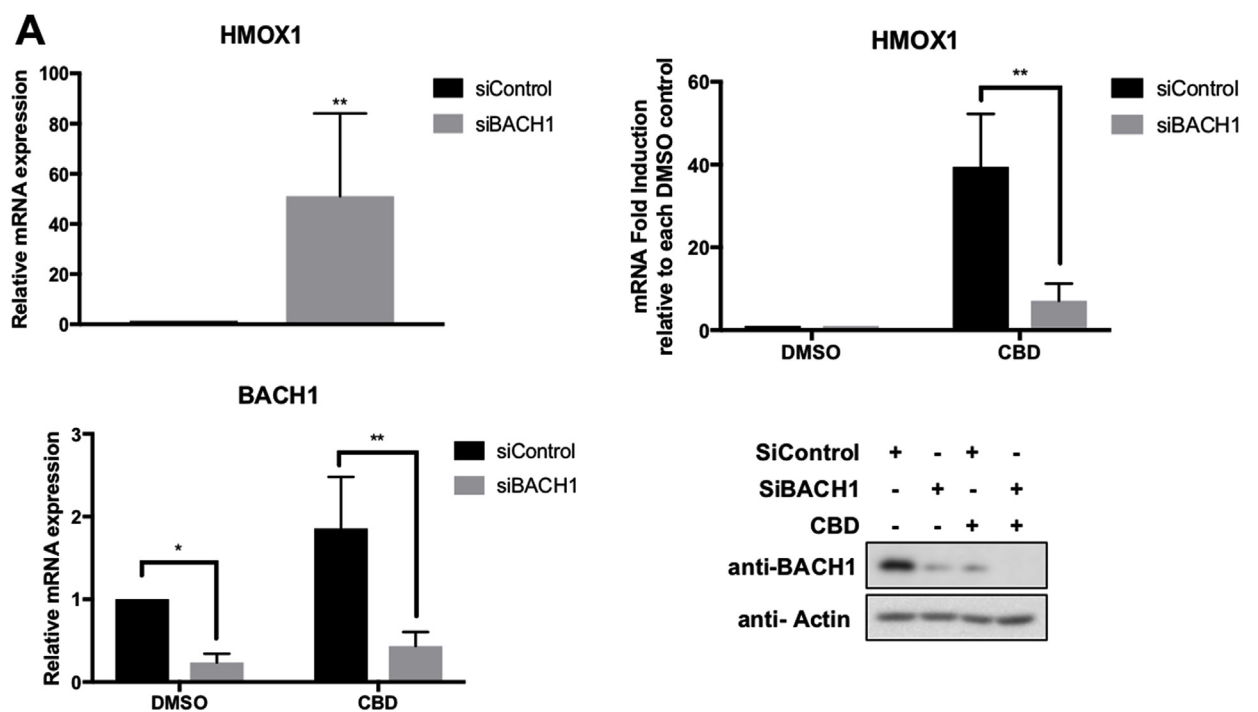 A
HMOX1
Relative mRNA expression
100
80
60
40
20
0
**
siControl
siBACH1
HMOX1
mRNA Fold Induction
relative to each DMSO control
60
40
20
0
**
DMSO
CBD
siControl
siBACH1
BACH1
Relative mRNA expression
3
2
1
0
*
**
DMSO
CBD
siControl
siBACH1
SiControl + - + -
SiBACH1 - + - +
CBD - - + +
anti-BACH1
anti- Actin